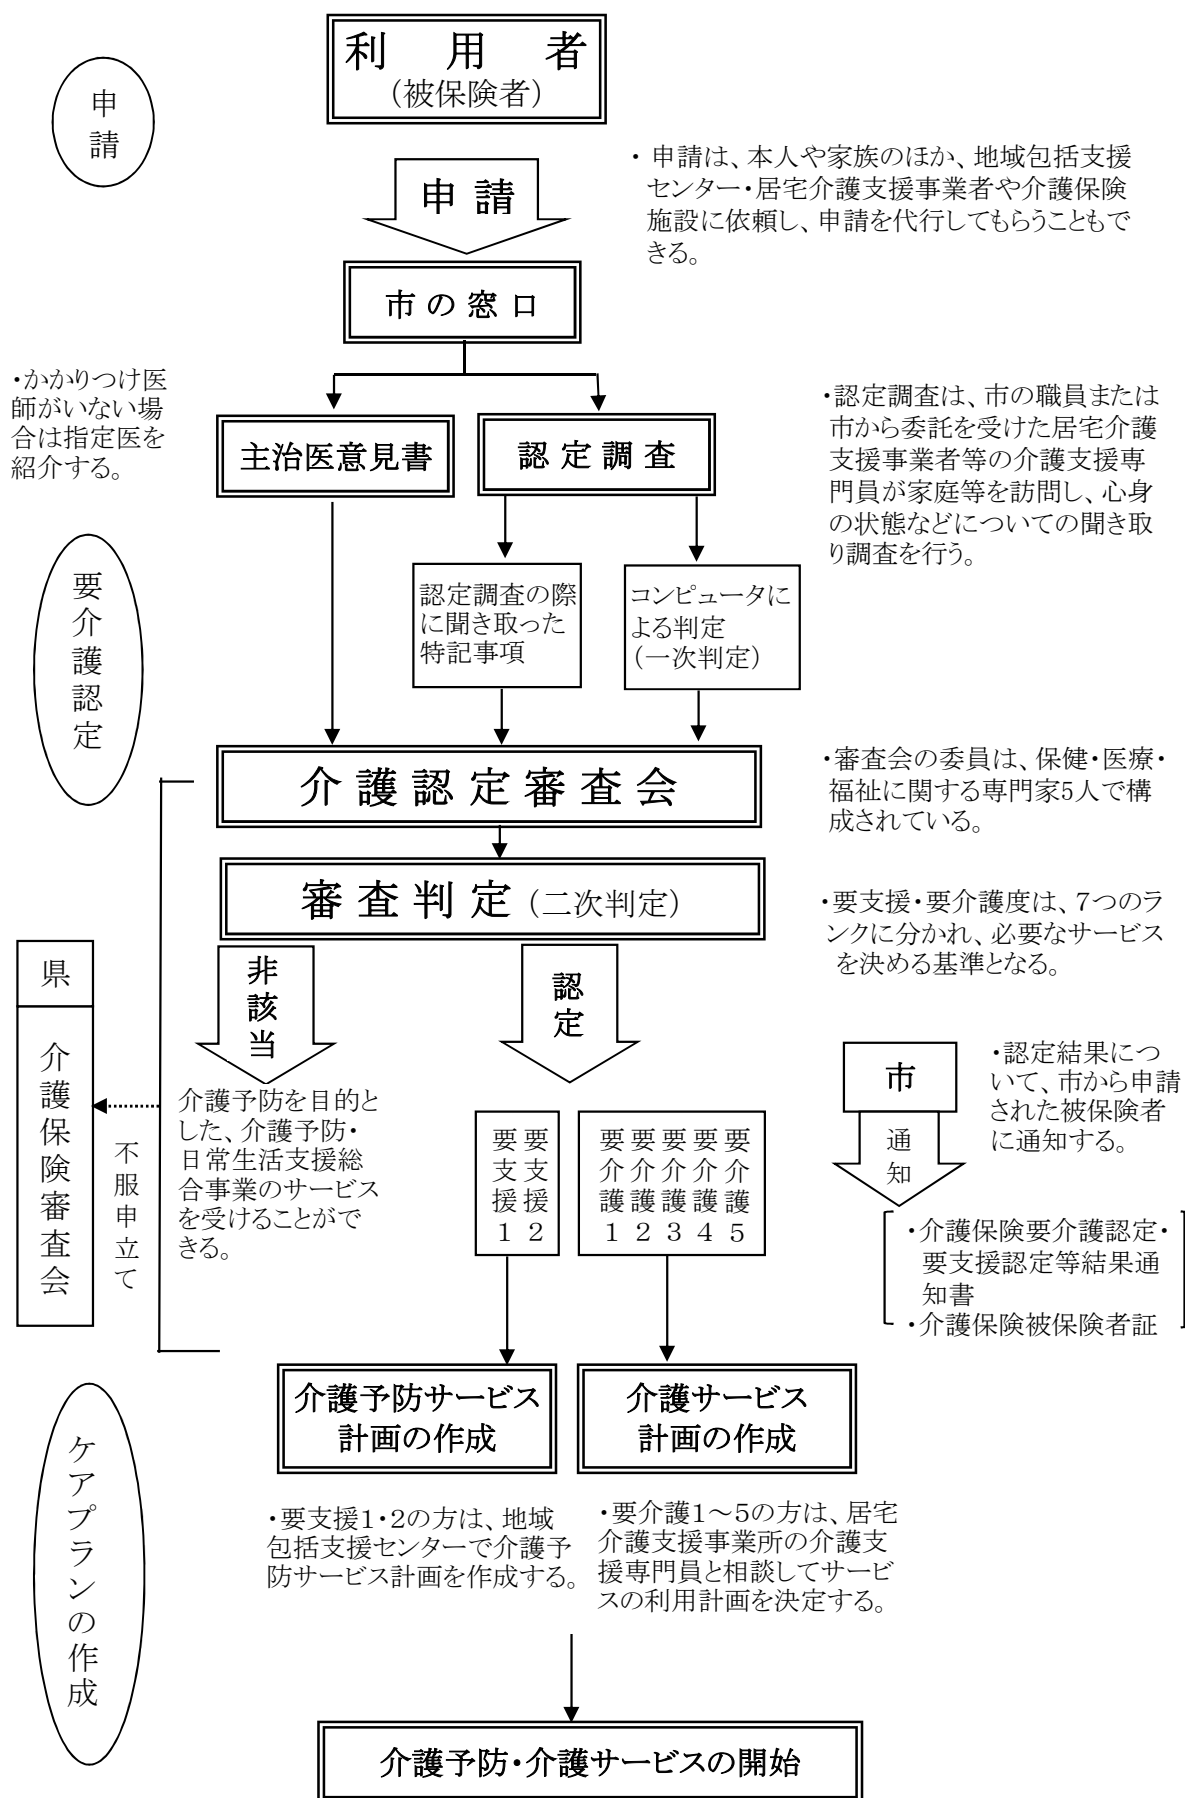 利用者
(被保険者)
申請
申請
・ 申請は、本人や家族のほか、地域包括支援
センター・居宅介護支援事業者や介護保険
施設に依頼し、申請を代行してもらうこともで
きる。
市の窓口
・かかりつけ医
師がいない場
合は指定医を
紹介する。
主治医意見書
認定調査
・認定調査は、市の職員または
市から委託を受けた居宅介護
支援事業者等の介護支援専
門員が家庭等を訪問し、心身
の状態などについての聞き取
り調査を行う。
要介護認定
認定調査の際
に聞き取った
特記事項
コンピュータに
よる判定
(一次判定)
介護認定審査会
・審査会の委員は、保健・医療・
福祉に関する専門家5人で構
成されている。
審査判定(二次判定)
・要支援・要介護度は、7つのラ
ンクに分かれ、必要なサービス
を決める基準となる。
県
介護保険審査会
不服申立て
非該当
認定
介護予防を目的と
した、介護予防・
日常生活支援総
合事業のサービス
を受けることがで
きる。
要支援1
要支援2
要介護1
要介護2
要介護3
要介護4
要介護5
市
通知
・認定結果につ
いて、市から申請
された被保険者
に通知する。
・介護保険要介護認定・
要支援認定等結果通
知書
・介護保険被保険者証
ケアプランの作成
介護予防サービス
計画の作成
介護サービス
計画の作成
・要支援1・2の方は、地域
包括支援センターで介護予
防サービス計画を作成する。
・要介護1～5の方は、居宅
介護支援事業所の介護支
援専門員と相談してサービ
スの利用計画を決定する。
介護予防・介護サービスの開始